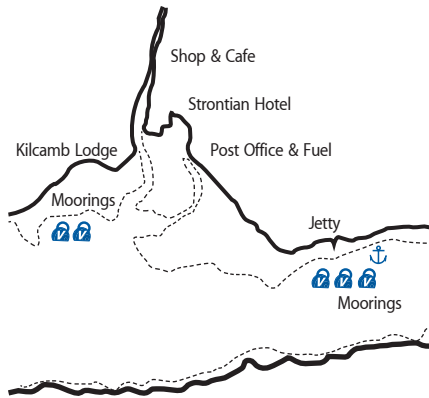 Shop & Cafe
Strontian Hotel
Kilcamb Lodge
Post Office & Fuel
Moorings
Jetty
V V
V V V
Moorings